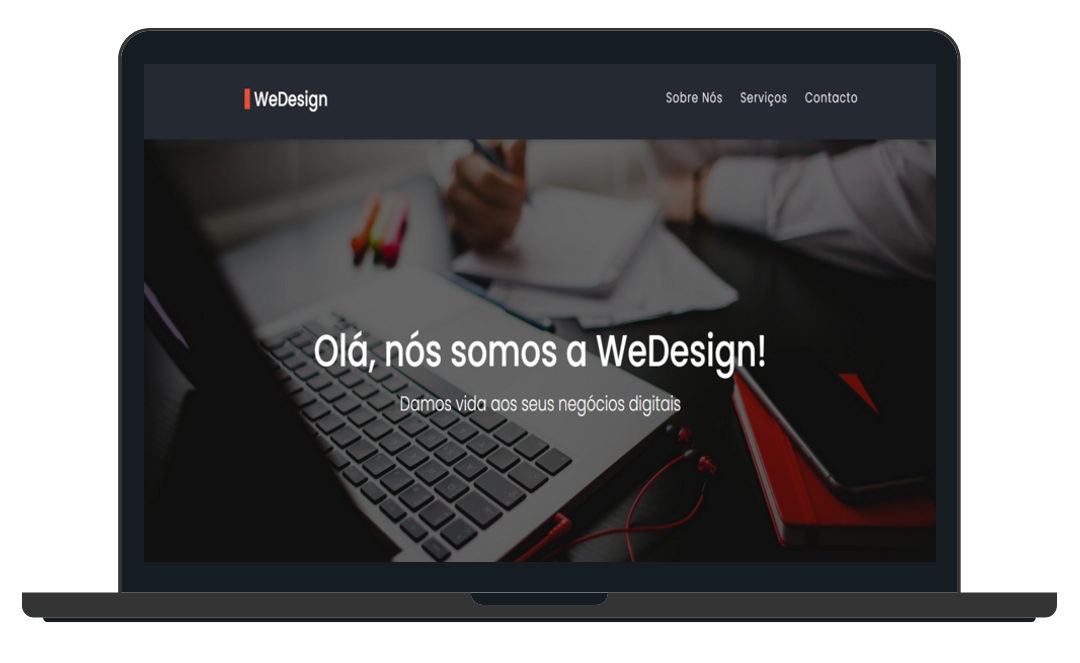 WeDesign
Sobre Nós Serviços Contacto
Olá, nós somos a WeDesign!
Damos vida aos seus negócios digitais